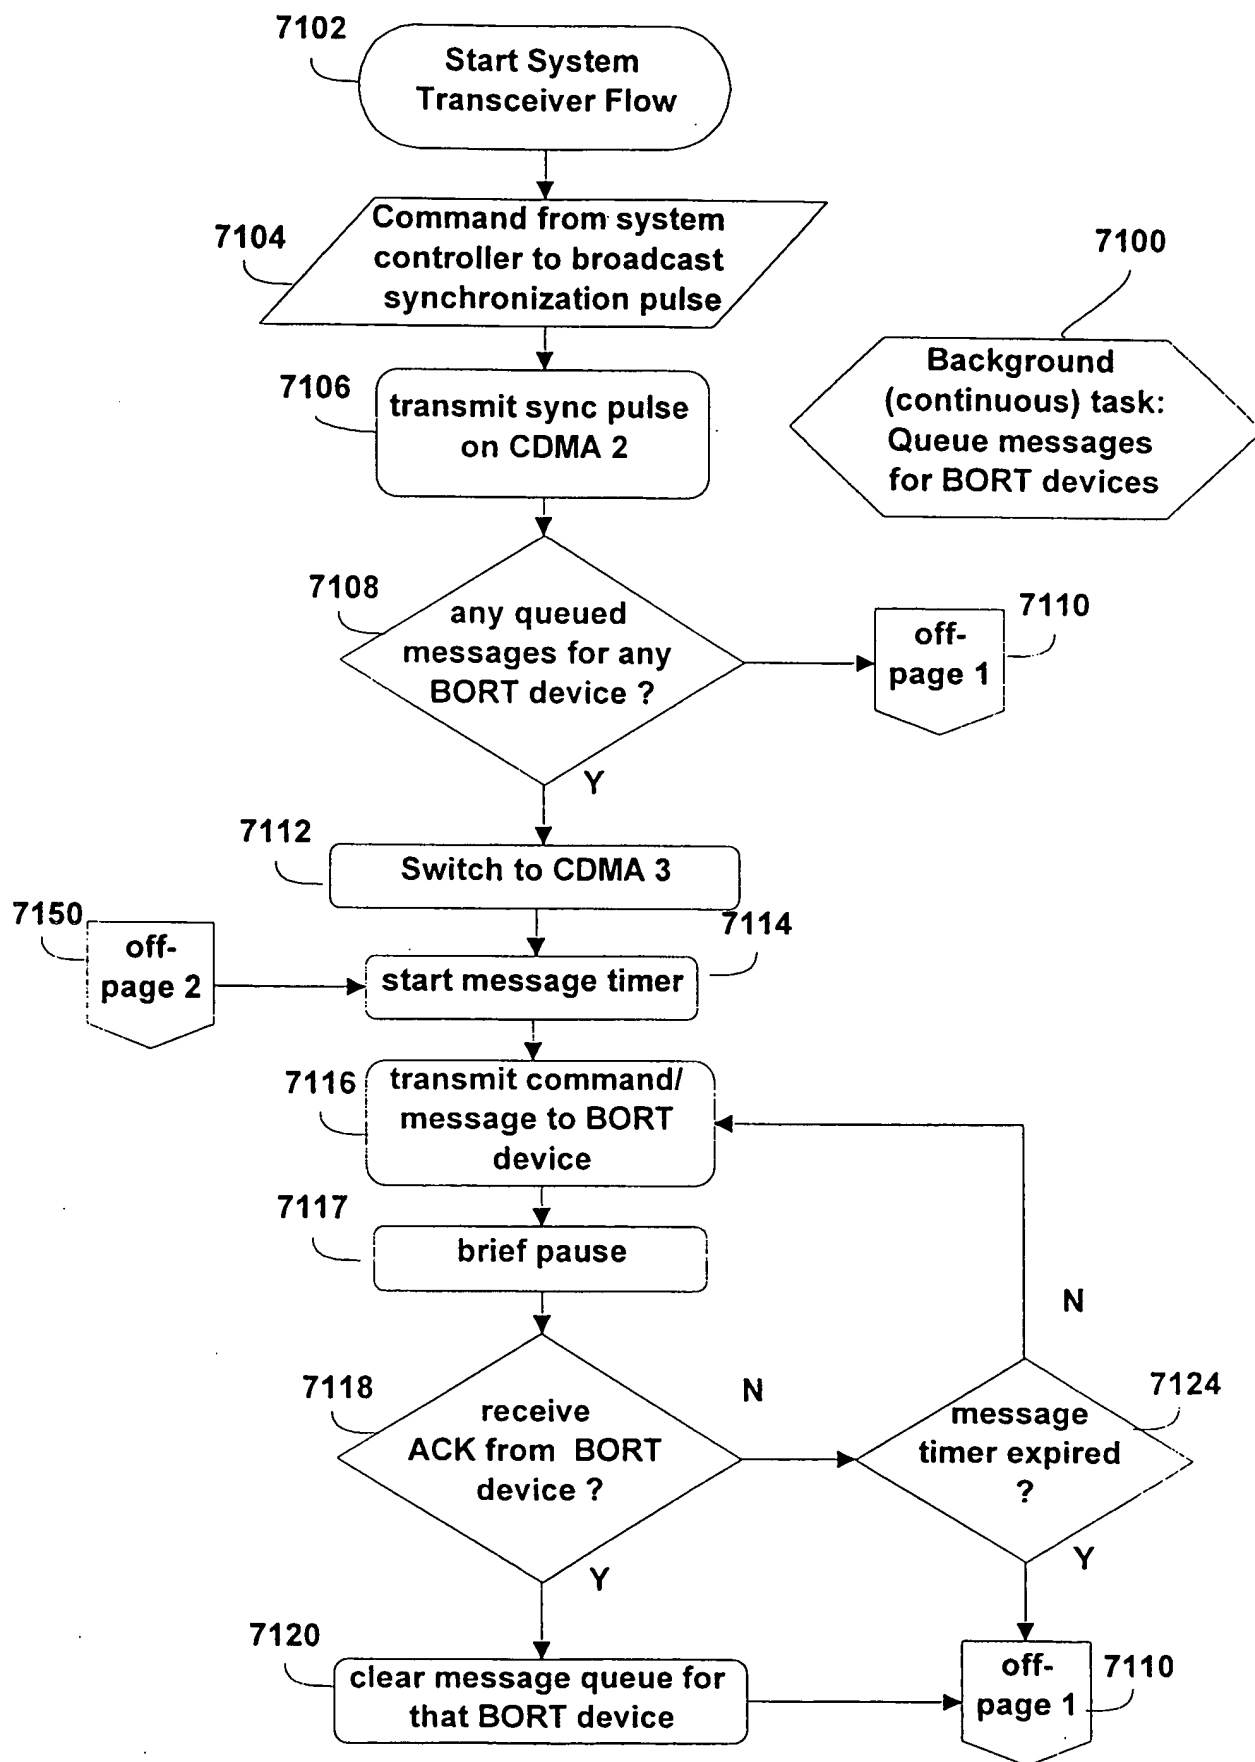 7102
Start System
Transceiver Flow
7104
Command from system
controller to broadcast
synchronization pulse
7100
Background
(continuous) task:
Queue messages
for BORT devices
7106
transmit sync pulse
on CDMA 2
7108
any queued
messages for any
BORT device ?
7110
off-
page 1
Y
7112
Switch to CDMA 3
7150
off-
page 2
7114
start message timer
7116
transmit command/
message to BORT
device
7117
brief pause
N
7118
receive
ACK from BORT
device ?
N
7124
message
timer expired
?
Y
Y
7120
clear message queue for
that BORT device
off-
page 1
7110